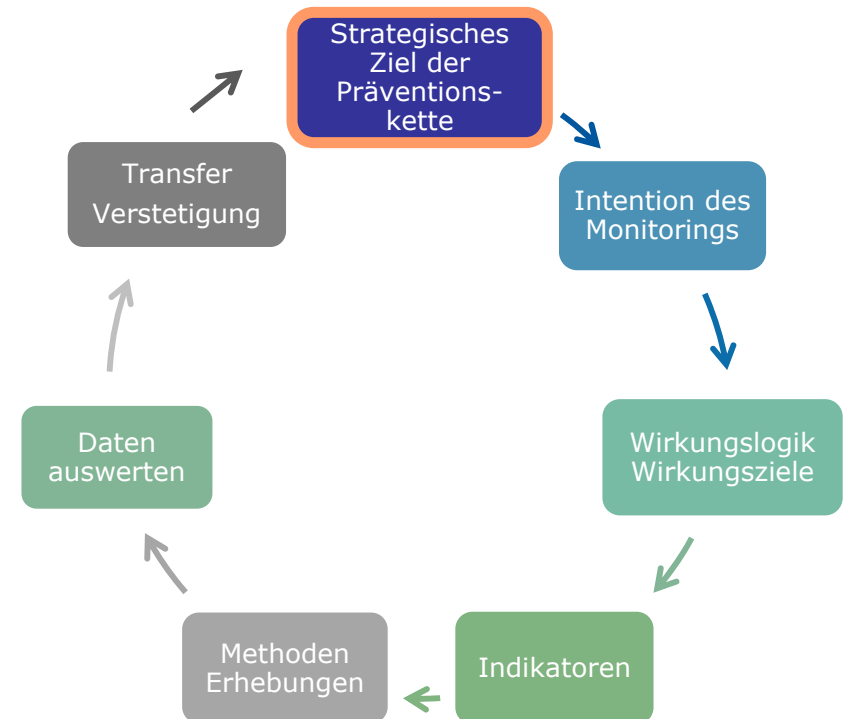 Strategisches
Ziel der
Präventions-
kette
Intention des
Monitorings
Wirkungslogik
Wirkungsziele
Indikatoren
Methoden
Erhebungen
Daten
auswerten
Transfer
Verstetigung